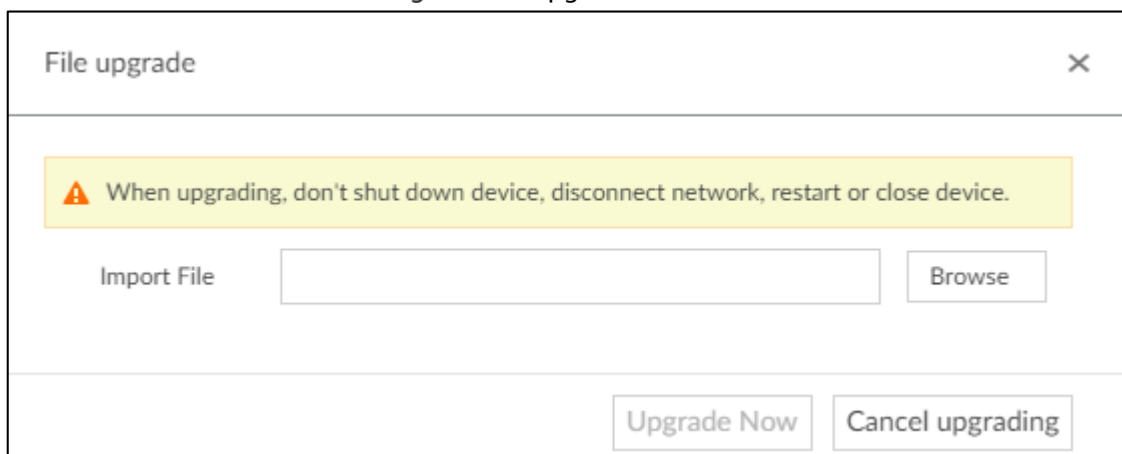 File upgrade
When upgrading, don't shut down device, disconnect network, restart or close device.
Import File
Browse
Upgrade Now
Cancel upgrading